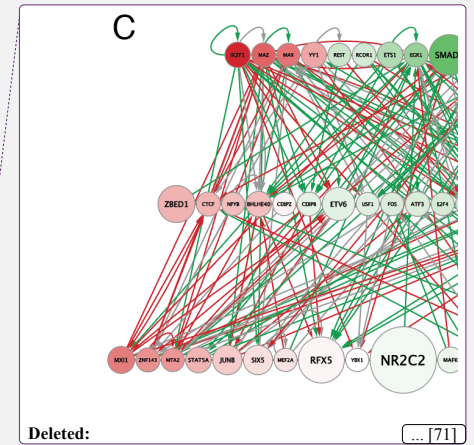 C
IKZF1 MAZ MAX YY1 REST RCOR1 ETS1 EGR1 SMAD
ZBED1 CTCF NFYB BHLHE40 CEBPZ CEBPB ETV6 USF1 FOS ATF3 E2F4
MXI1 ZNF143 MTA2 STAT5A JUNB SIX5 MEF2A RFX5 YBX1 NR2C2 MAFK
Deleted:
... [71]